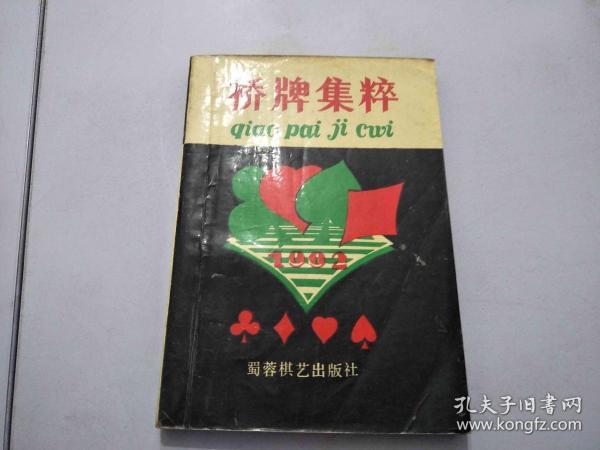 桥牌集粹
qiao pai ji cui
1992
蜀蓉棋艺出版社
孔夫子旧书网
www.kongfz.com